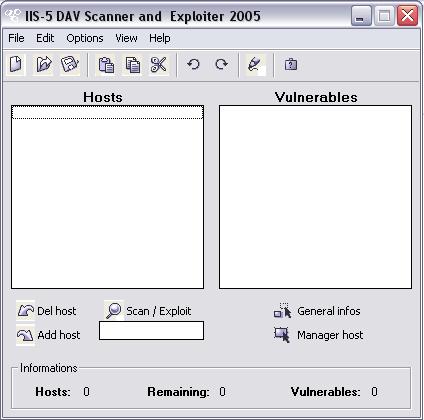 IIS-5 DAV Scanner and  Exploiter 2005
File Edit Options View Help
Hosts Vulnerables
Del host Scan / Exploit General infos
Add host Manager host
Informations
Hosts: 0 Remaining: 0 Vulnerables: 0